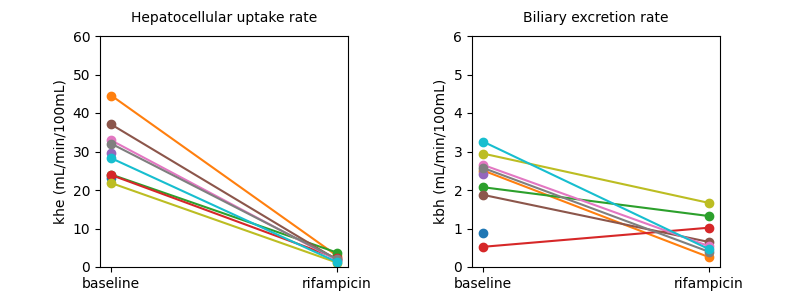 Hepatocellular uptake rate
60
50
40
30
20
10
0
khe (mL/min/100mL)
baseline
rifampicin
Biliary excretion rate
6
5
4
3
2
1
0
kbh (mL/min/100mL)
baseline
rifampicin